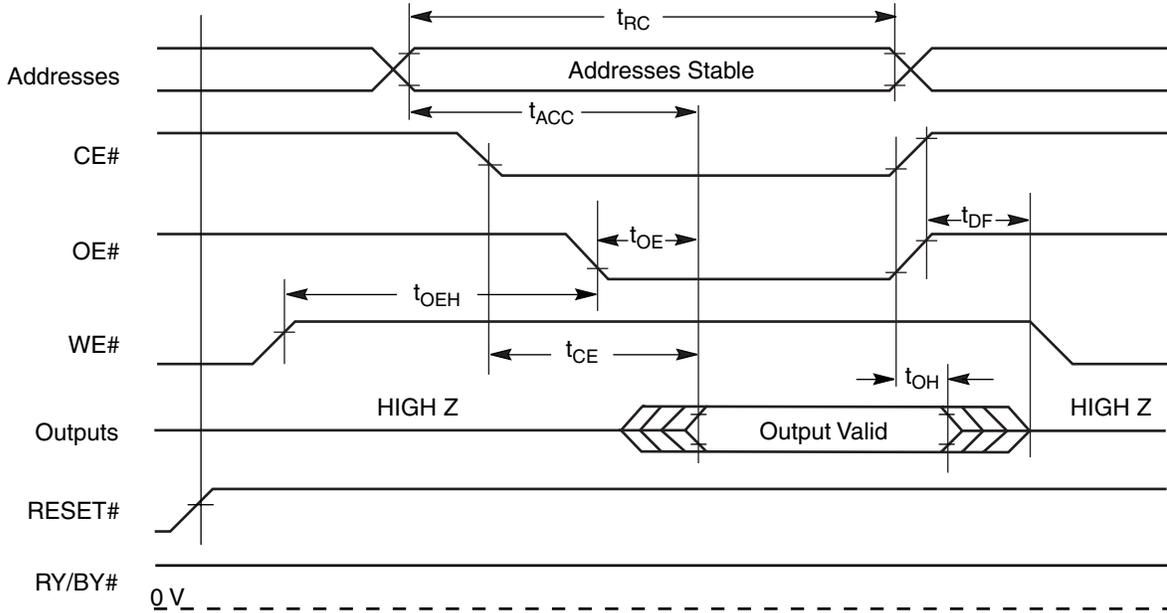 tRC
Addresses
Addresses Stable
tACC
CE#
tDF
OE#
tOE
tOEH
WE#
tCE
tOH
HIGH Z
HIGH Z
Outputs
Output Valid
RESET#
RY/BY#
0 V